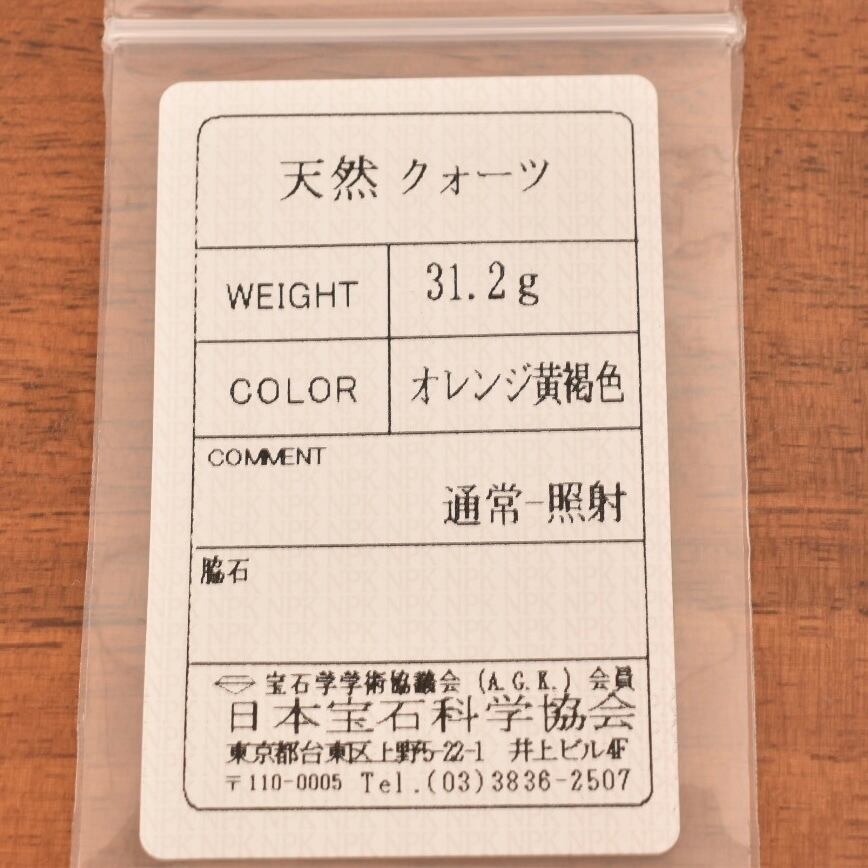 天然 クォーツ
WEIGHT 31.2g
COLOR オレンジ黄褐色
COMMENT
通常-照射
脇石
宝石学学術協議会 (A.G.K.) 会員
日本宝石科学協会
東京都台東区上野5-22-1 井上ビル4F
〒110-0005 Tel.(03)3836-2507